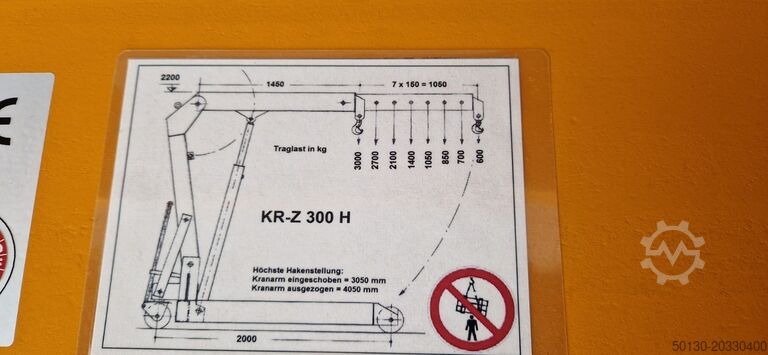 2200
1450
7 x 150 = 1050
Traglast in kg
3000
2700
2100
1400
1050
850
700
600
KR-Z 300 H
Höchste Hakenstellung:
Kranarm eingeschoben = 3050 mm
Kranarm ausgezogen = 4050 mm
2000
CE
50130-20330400